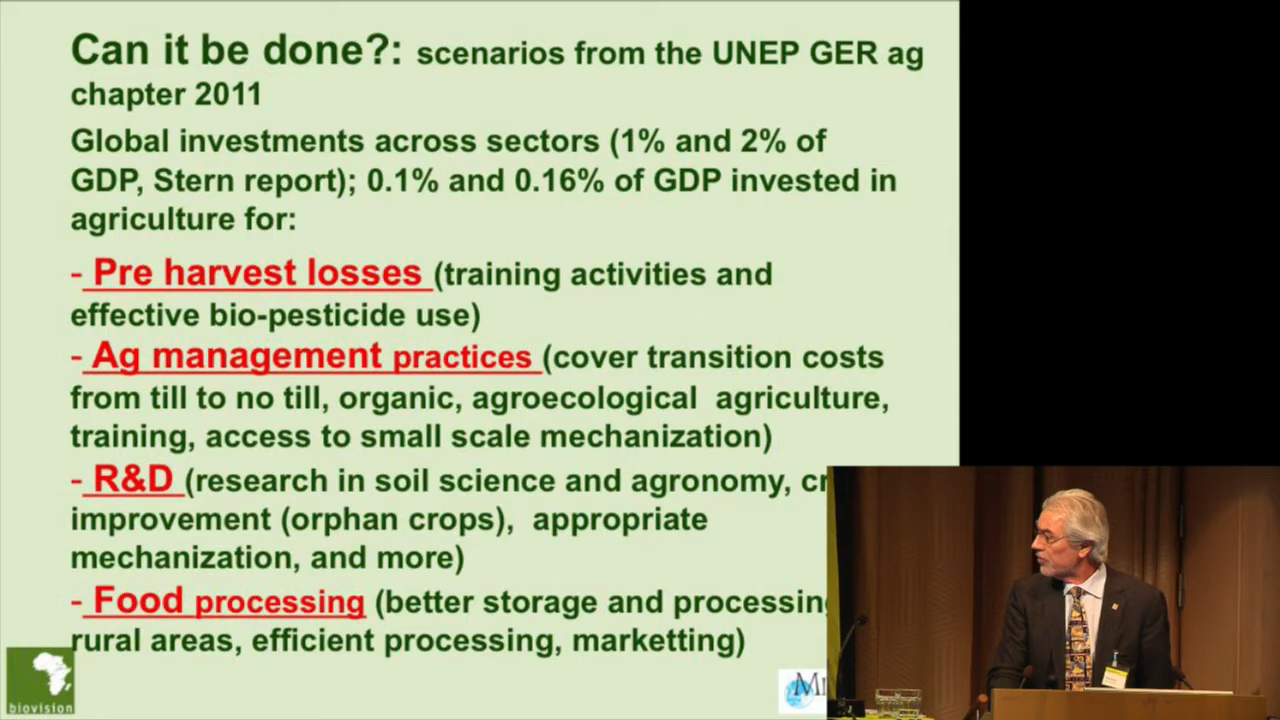 Can it be done?: scenarios from the UNEP GER ag
chapter 2011
Global investments across sectors (1% and 2% of
GDP, Stern report); 0.1% and 0.16% of GDP invested in
agriculture for:
- Pre harvest losses (training activities and
effective bio-pesticide use)
- Ag management practices (cover transition costs
from till to no till, organic, agroecological agriculture,
training, access to small scale mechanization)
- R&D (research in soil science and agronomy,
improvement (orphan crops), appropriate
mechanization, and more)
- Food processing (better storage and
rural areas, efficient processing, marketting)
biovision